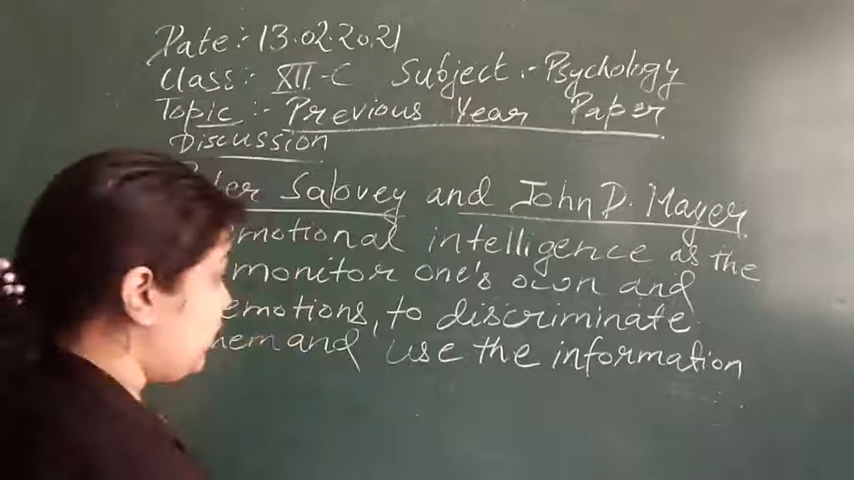 Date:- 13.02.2021
Class:- XII-C Subject:- Psychology
Topic:- Previous Year Paper
Discussion
Salovey and John D. Mayer
emotional intelligence as the
monitor one's own and
emotions, to discriminate
and use the information